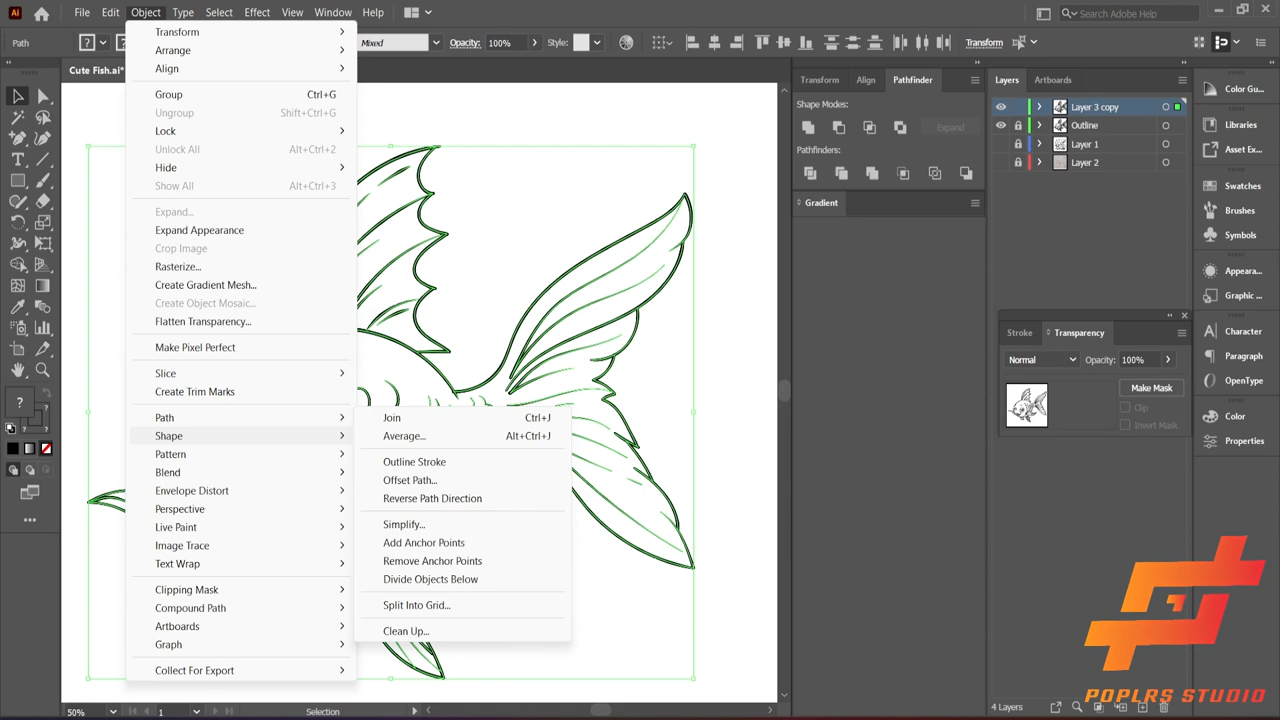 Ai File Edit Object Type Select Effect View Window Help Search Adobe Help
Path ? Mixed Opacity: 100% Style: Transform
Cute Fish.ai*
Transform
Arrange
Align
Group Ctrl+G
Ungroup Shift+Ctrl+G
Lock
Unlock All Alt+Ctrl+2
Hide
Show All Alt+Ctrl+3
Expand...
Expand Appearance
Crop Image
Rasterize...
Create Gradient Mesh...
Create Object Mosaic...
Flatten Transparency...
Make Pixel Perfect
Slice
Create Trim Marks
Path
Shape
Pattern
Blend
Envelope Distort
Perspective
Live Paint
Image Trace
Text Wrap
Clipping Mask
Compound Path
Artboards
Graph
Collect For Export
Join Ctrl+J
Average... Alt+Ctrl+J
Outline Stroke
Offset Path...
Reverse Path Direction
Simplify...
Add Anchor Points
Remove Anchor Points
Divide Objects Below
Split Into Grid...
Clean Up...
Transform Align Pathfinder
Shape Modes:
Expand
Pathfinders:
Gradient
Layers Artboards
Layer 3 copy
Outline
Layer 1
Layer 2
Stroke Transparency
Normal Opacity: 100%
Make Mask
Clip
Invert Mask
4 Layers
Color Gu...
Libraries
Asset Ex...
Swatches
Brushes
Symbols
Appeara...
Graphic ...
Character
Paragraph
OpenType
Color
Properties
50% 1 Selection
POPLRS STUDIO